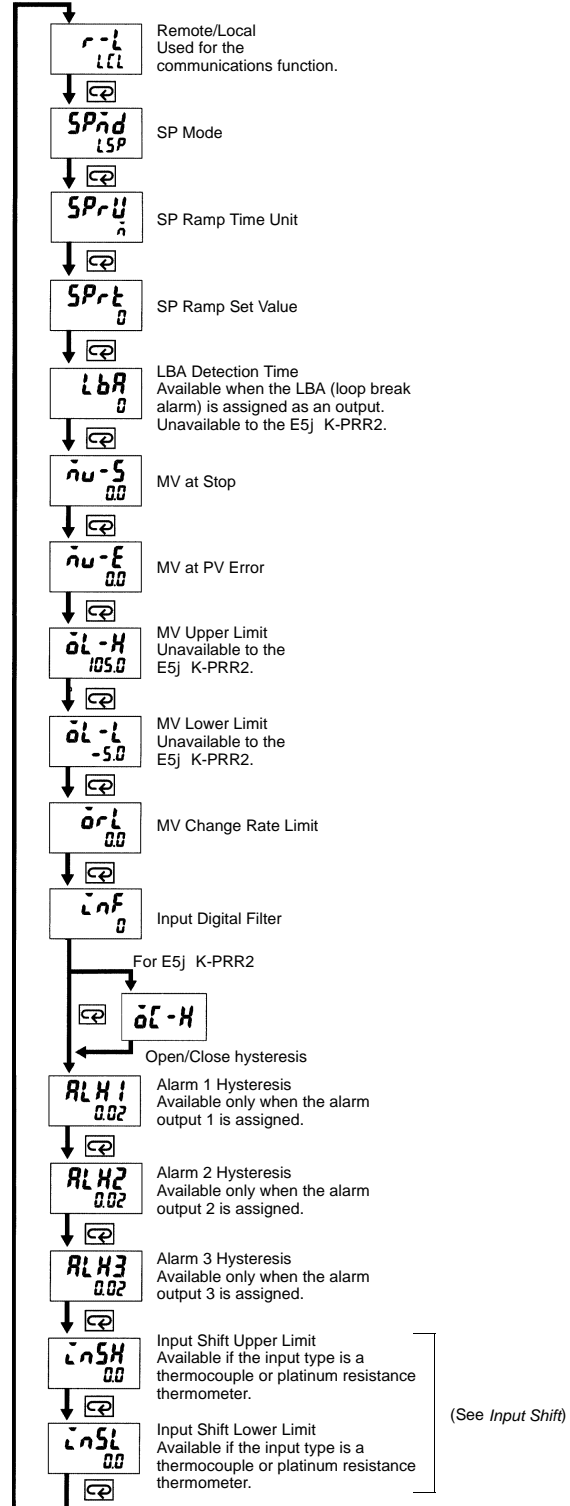 r-L
LCL
Remote/Local
Used for the
communications function.
SPmd
LSP
SP Mode
SPrU
m
SP Ramp Time Unit
SPrt
0
SP Ramp Set Value
LbA
0
LBA Detection Time
Available when the LBA (loop break
alarm) is assigned as an output.
Unavailable to the E5j K-PRR2.
mv-S
0.0
MV at Stop
mv-E
0.0
MV at PV Error
oL-H
105.0
MV Upper Limit
Unavailable to the
E5j K-PRR2.
oL-L
-5.0
MV Lower Limit
Unavailable to the
E5j K-PRR2.
orL
0.0
MV Change Rate Limit
inF
0
Input Digital Filter
For E5j K-PRR2
oC-H
Open/Close hysteresis
ALH1
0.02
Alarm 1 Hysteresis
Available only when the alarm
output 1 is assigned.
ALH2
0.02
Alarm 2 Hysteresis
Available only when the alarm
output 2 is assigned.
ALH3
0.02
Alarm 3 Hysteresis
Available only when the alarm
output 3 is assigned.
inSH
0.0
Input Shift Upper Limit
Available if the input type is a
thermocouple or platinum resistance
thermometer.
(See Input Shift)
inSL
0.0
Input Shift Lower Limit
Available if the input type is a
thermocouple or platinum resistance
thermometer.